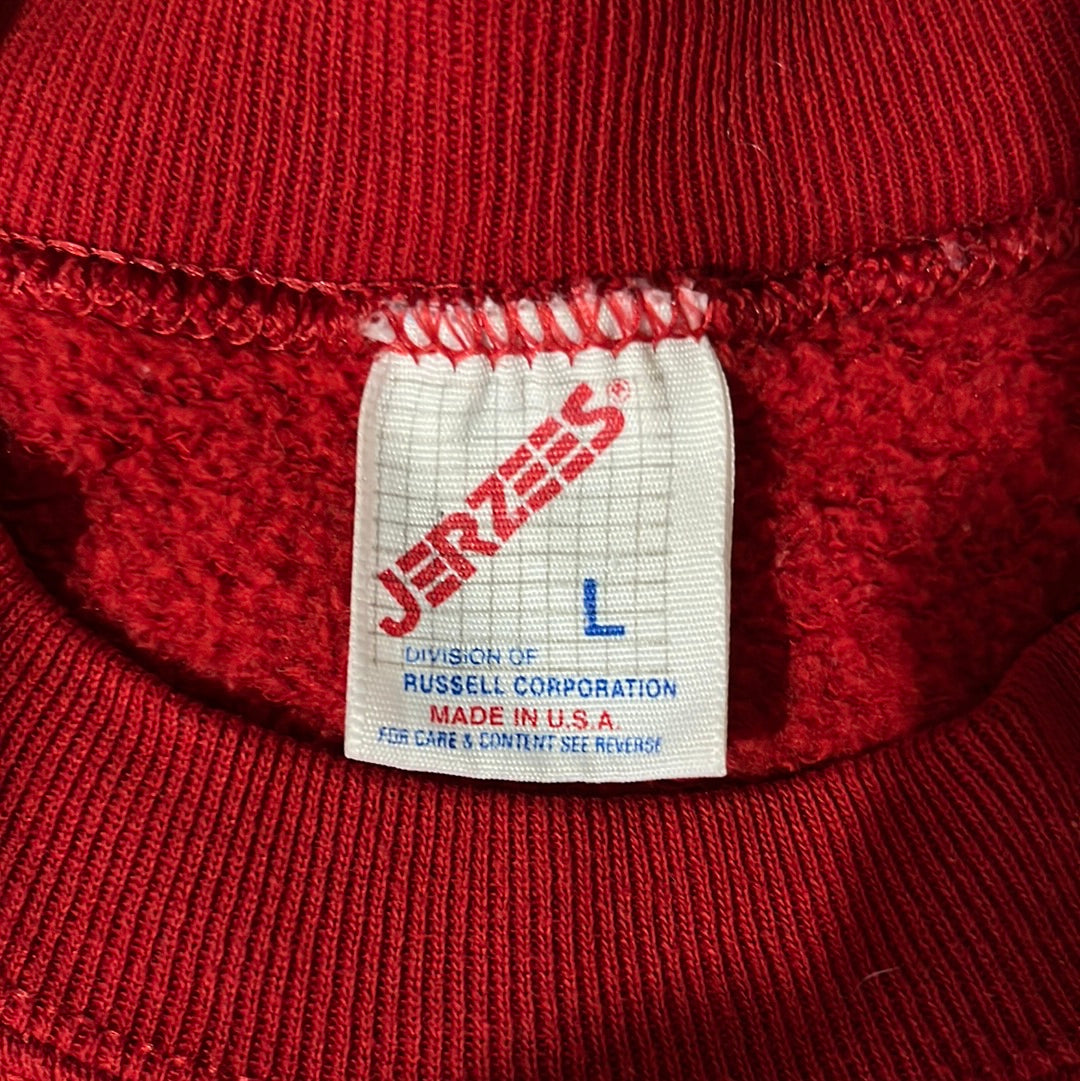 JERZEES®
L
DIVISION OF
RUSSELL CORPORATION
MADE IN U.S.A.
FOR CARE & CONTENT SEE REVERSE